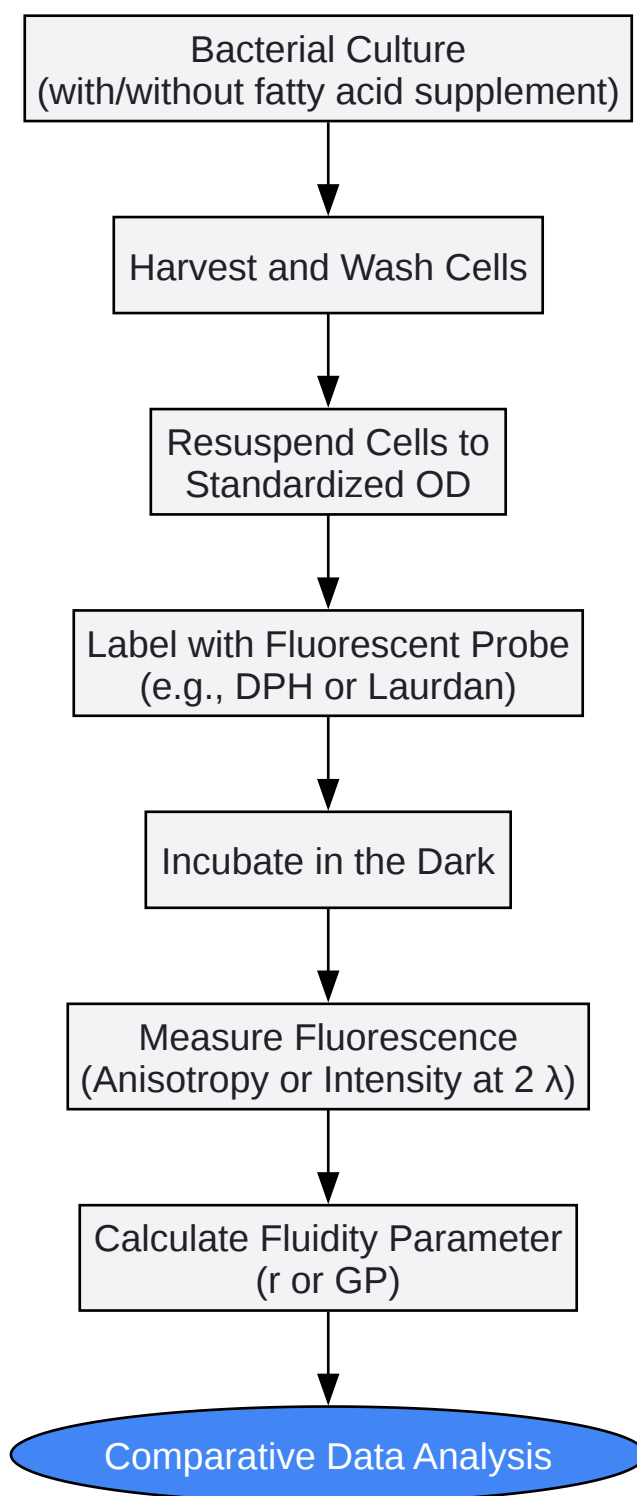 Bacterial Culture
(with/without fatty acid supplement)
Harvest and Wash Cells
Resuspend Cells to
Standardized OD
Label with Fluorescent Probe
(e.g., DPH or Laurdan)
Incubate in the Dark
Measure Fluorescence
(Anisotropy or Intensity at 2 λ)
Calculate Fluidity Parameter
(r or GP)
Comparative Data Analysis